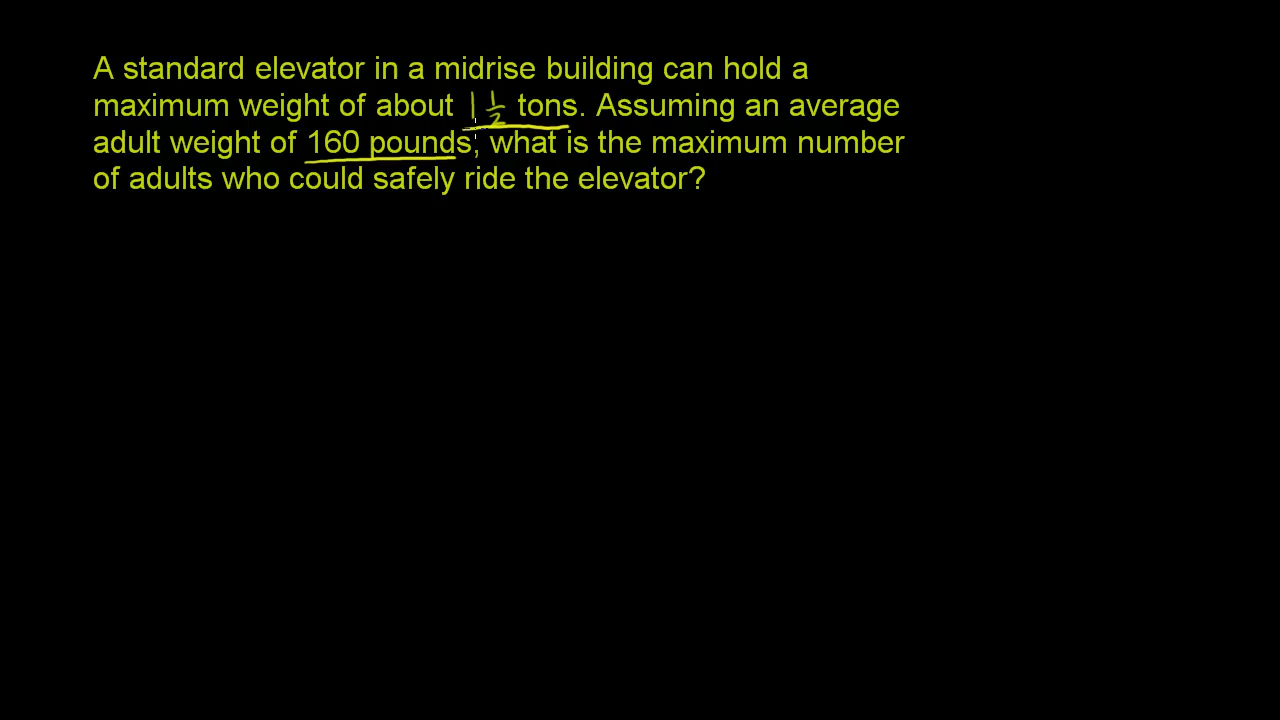 A standard elevator in a midrise building can hold a
maximum weight of about 1 1/2 tons. Assuming an average
adult weight of 160 pounds, what is the maximum number
of adults who could safely ride the elevator?